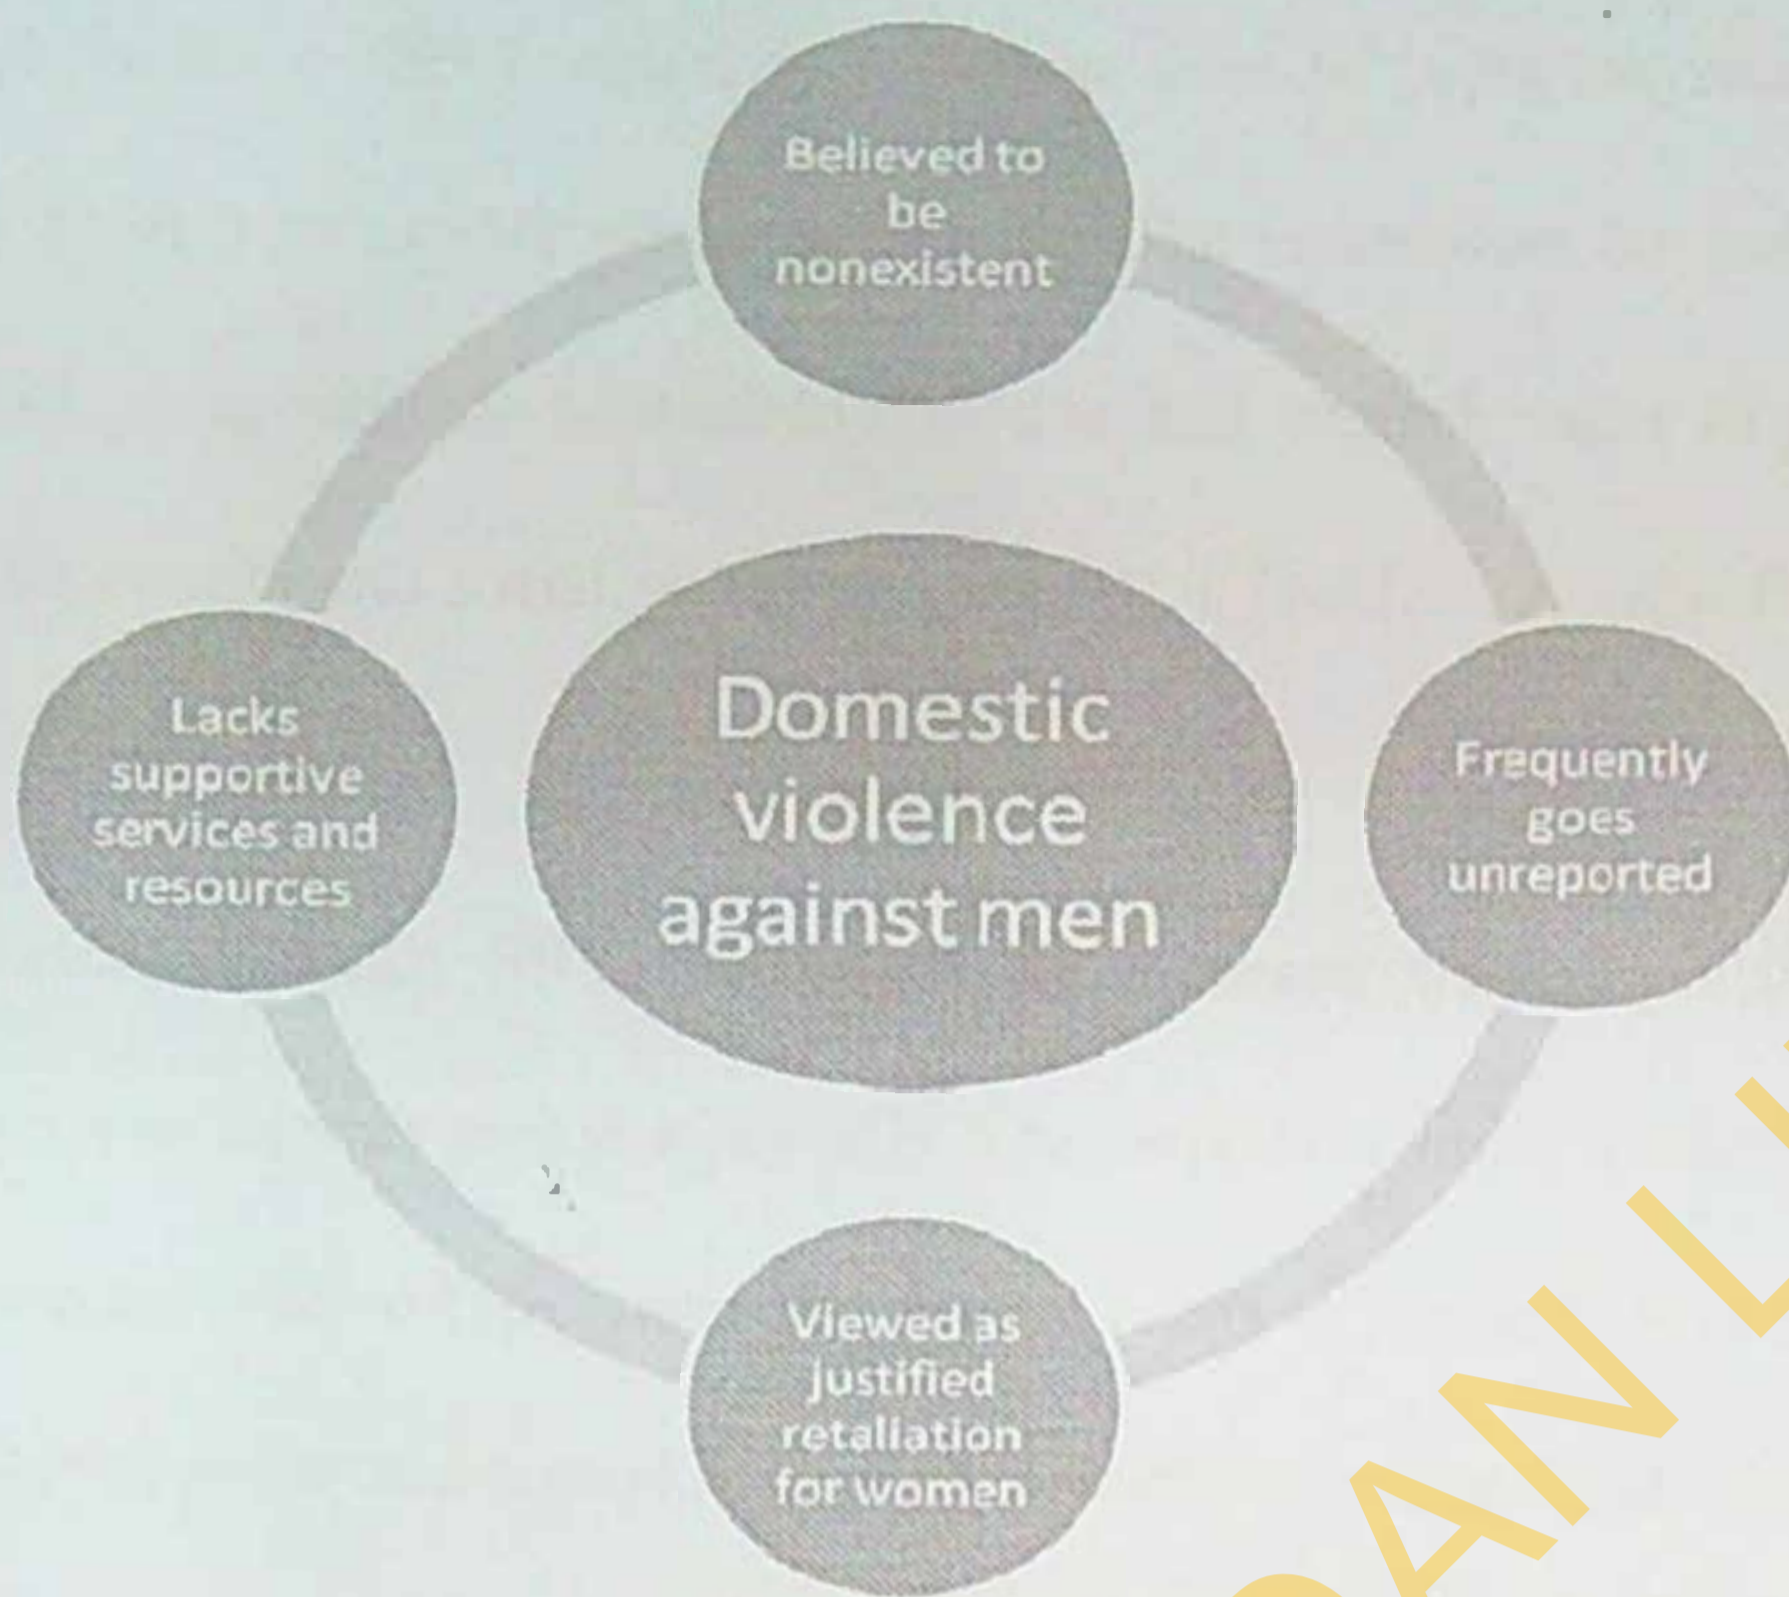 Believed to
be
nonexistent
Lacks
supportive
services and
resources
Domestic
violence
against men
Frequently
goes
unreported
Viewed as
justified
retaliation
for women